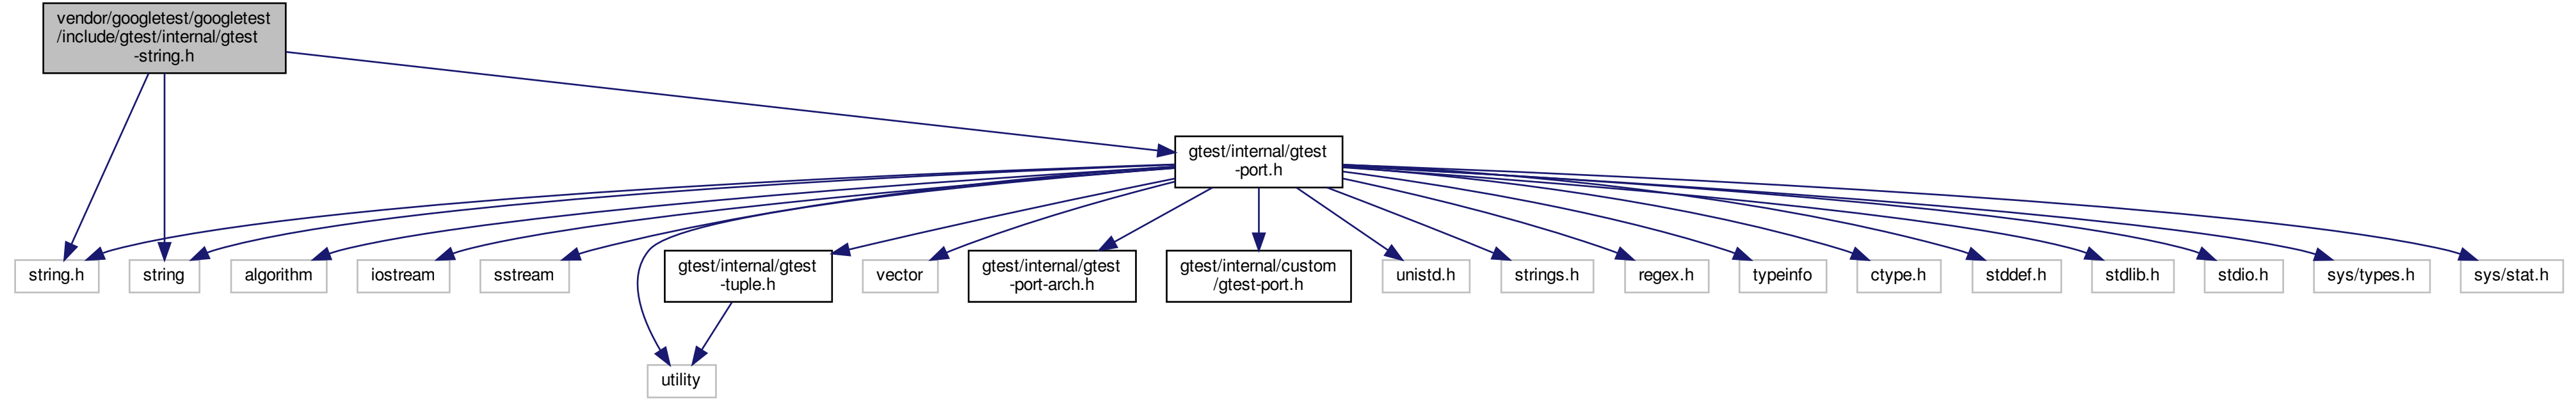 vendor/googletest/googletest
/include/gtest/internal/gtest
-string.h
gtest/internal/gtest
-port.h
string.h
string
algorithm
iostream
sstream
gtest/internal/gtest
-tuple.h
vector
gtest/internal/gtest
-port-arch.h
gtest/internal/custom
/gtest-port.h
unistd.h
strings.h
regex.h
typeinfo
ctype.h
stddef.h
stdlib.h
stdio.h
sys/types.h
sys/stat.h
utility